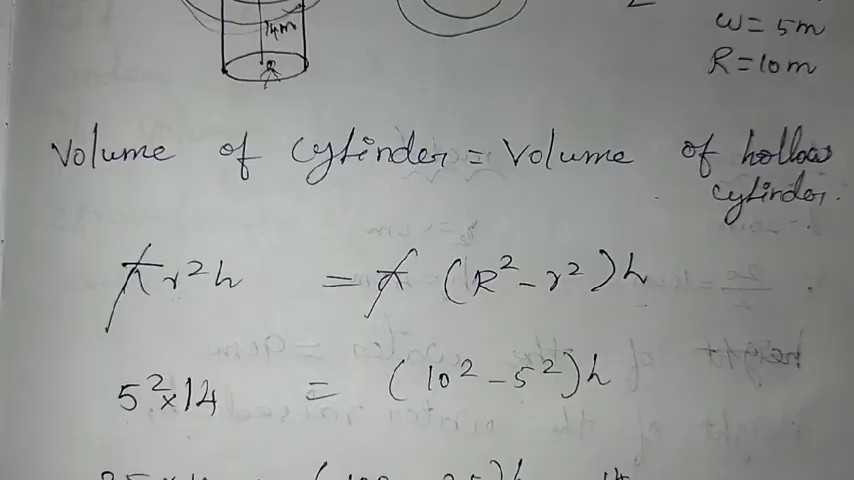 14m
w = 5m
R = 10m
Volume of cylinder = Volume of hollow
cylinder.
πr²h = π (R² - r²) h
5² × 14 = (10² - 5²) h